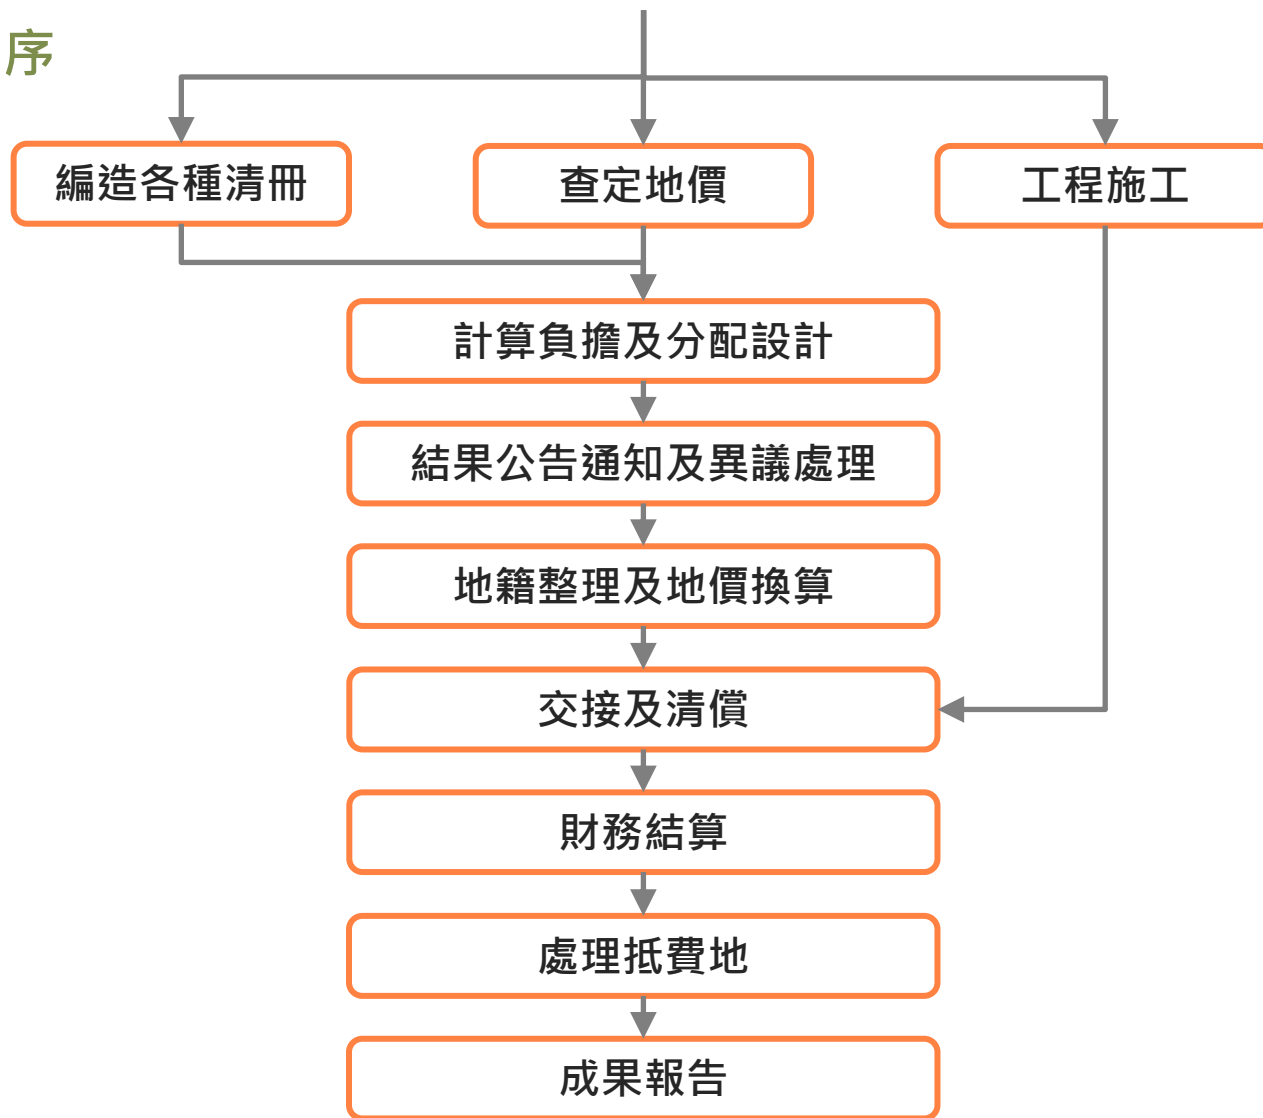 序
編造各種清冊
查定地價
工程施工
計算負擔及分配設計
結果公告通知及異議處理
地籍整理及地價換算
交接及清償
財務結算
處理抵費地
成果報告